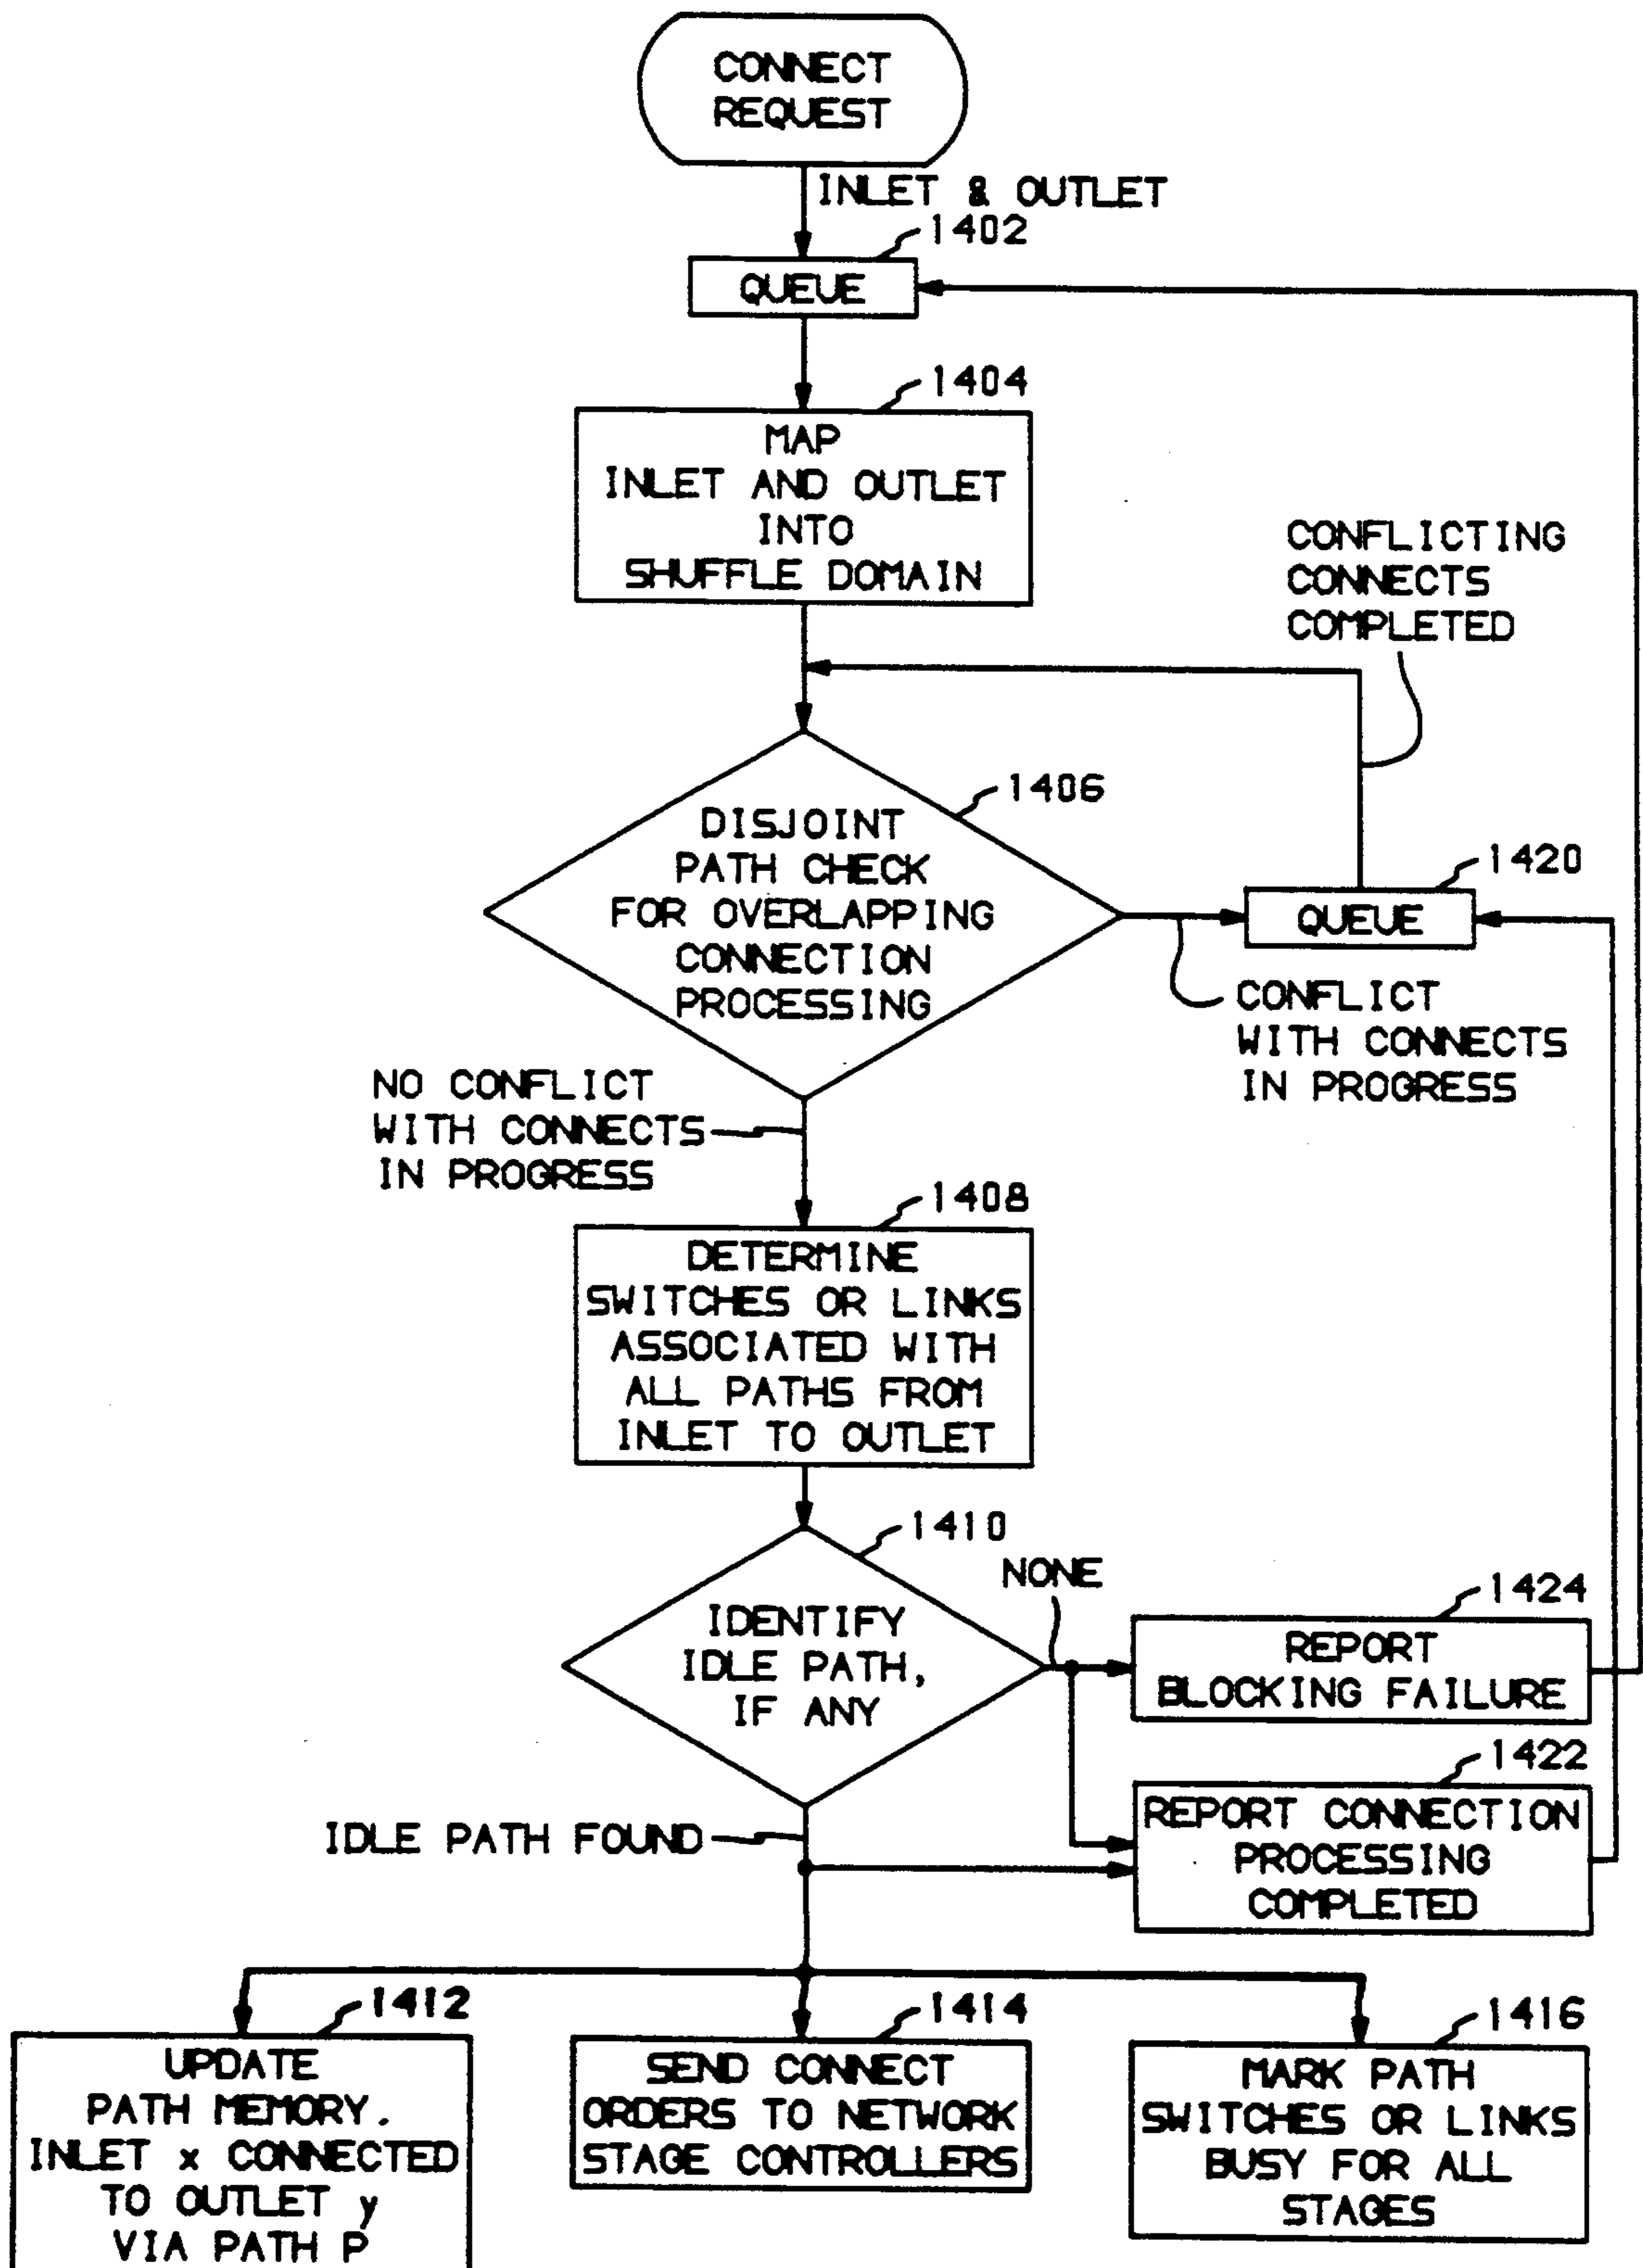 CONNECT
REQUEST
INLET & OUTLET
1402
QUEUE
1404
MAP
INLET AND OUTLET
INTO
SHUFFLE DOMAIN
CONFLICTING
CONNECTS
COMPLETED
1406
DISJOINT
PATH CHECK
FOR OVERLAPPING
CONNECTION
PROCESSING
1420
QUEUE
CONFLICT
WITH CONNECTS
IN PROGRESS
NO CONFLICT
WITH CONNECTS
IN PROGRESS
1408
DETERMINE
SWITCHES OR LINKS
ASSOCIATED WITH
ALL PATHS FROM
INLET TO OUTLET
1410
IDENTIFY
IDLE PATH,
IF ANY
NONE
1424
REPORT
BLOCKING FAILURE
1422
REPORT CONNECTION
PROCESSING
COMPLETED
IDLE PATH FOUND
1412
UPDATE
PATH MEMORY.
INLET x CONNECTED
TO OUTLET y
VIA PATH P
1414
SEND CONNECT
ORDERS TO NETWORK
STAGE CONTROLLERS
1416
MARK PATH
SWITCHES OR LINKS
BUSY FOR ALL
STAGES